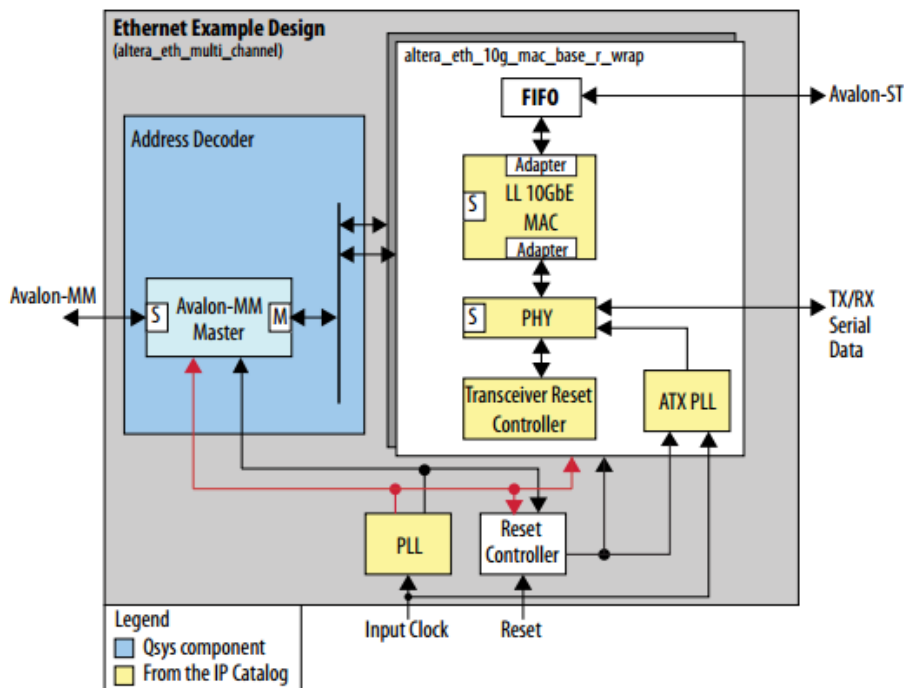 Ethernet Example Design
(altera_eth_multi_channel)
altera_eth_10g_mac_base_r_wrap
FIFO
Avalon-ST
Address Decoder
Adapter
S
LL 10GbE
MAC
Adapter
Avalon-MM
S
Avalon-MM
Master
M
S
PHY
TX/RX
Serial
Data
Transceiver Reset
Controller
ATX PLL
PLL
Reset
Controller
Input Clock
Reset
Legend
Qsys component
From the IP Catalog